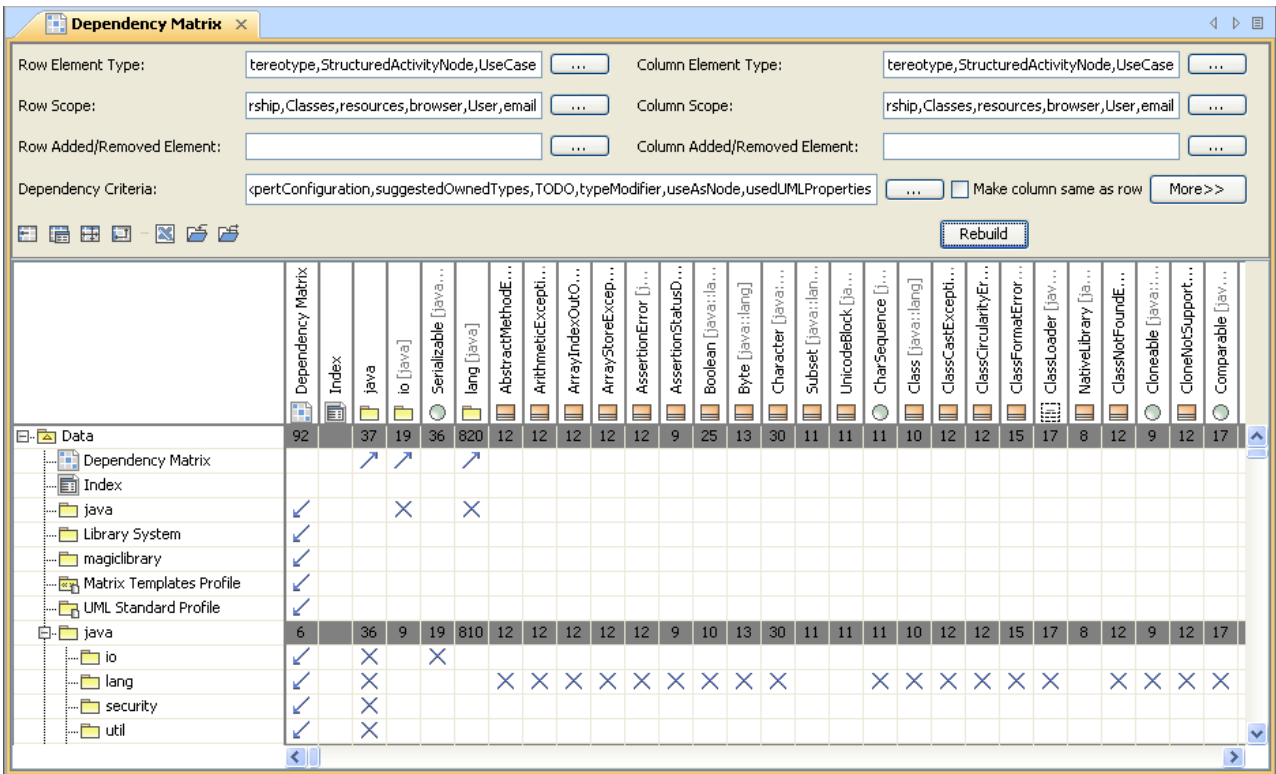 Dependency Matrix
Row Element Type: tereotype,StructuredActivityNode,UseCase ... Column Element Type: tereotype,StructuredActivityNode,UseCase ...
Row Scope: rship,Classes,resources,browser,User,email ... Column Scope: rship,Classes,resources,browser,User,email ...
Row Added/Removed Element: ... Column Added/Removed Element: ...
Dependency Criteria: pertConfiguration,suggestedOwnedTypes,TODO,typeModifier,useAsNode,usedUMLProperties ... Make column same as row More>>
Rebuild
Dependency Matrix
Index
java
io [java]
Serializable [java...
lang [java]
AbstractMethodE...
ArithmeticExcepti...
ArrayIndexOutO...
ArrayStoreExcep...
AssertionError [j...
AssertionStatusD...
Boolean [java::la...
Byte [java::lang]
Character [java:...
Subset [java::lan...
UnicodeBlock [ja...
CharSequence [j...
Class [java::lang]
ClassCastExcepti...
ClassCircularityEr...
ClassFormatError...
ClassLoader [jav...
NativeLibrary [ja...
ClassNotFoundE...
Cloneable [java::...
CloneNotSupport...
Comparable [jav...
Data 92 37 19 36 820 12 12 12 12 12 9 25 13 30 11 11 11 10 12 12 15 17 8 12 9 12 17
Dependency Matrix
Index
java
Library System
magiclibrary
Matrix Templates Profile
UML Standard Profile
java 6 36 9 19 810 12 12 12 12 12 9 10 13 30 11 11 11 10 12 12 15 17 8 12 9 12 17
io
lang
security
util